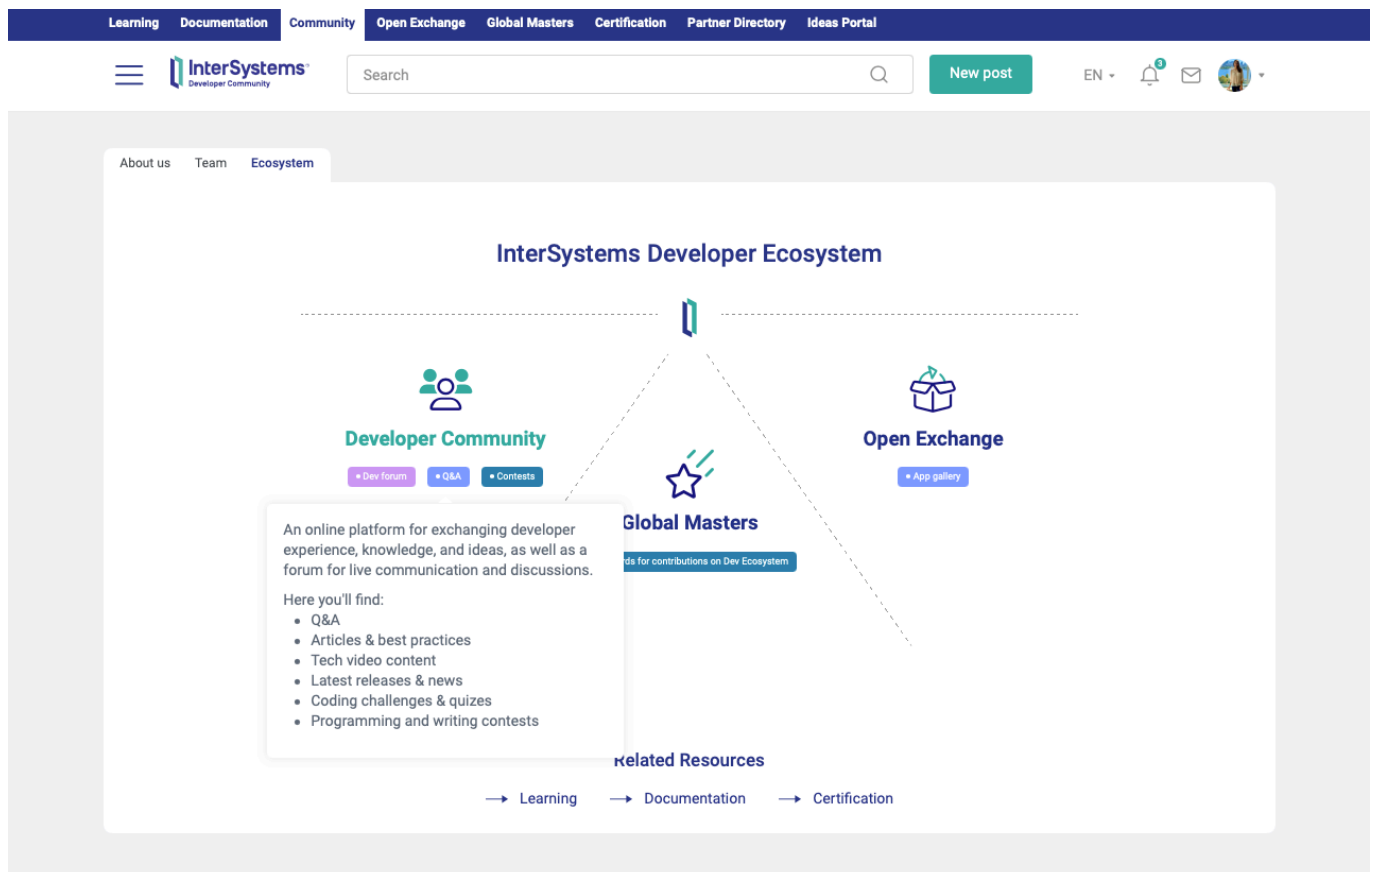 Learning Documentation Community Open Exchange Global Masters Certification Partner Directory Ideas Portal
InterSystems
Developer Community
Search
New post
EN
3
About us Team Ecosystem
InterSystems Developer Ecosystem
Developer Community
Dev forum Q&A Contests
Open Exchange
App gallery
Global Masters
for contributions on Dev Ecosystem
An online platform for exchanging developer
experience, knowledge, and ideas, as well as a
forum for live communication and discussions.
Here you'll find:
Q&A
Articles & best practices
Tech video content
Latest releases & news
Coding challenges & quizes
Programming and writing contests
Related Resources
Learning Documentation Certification